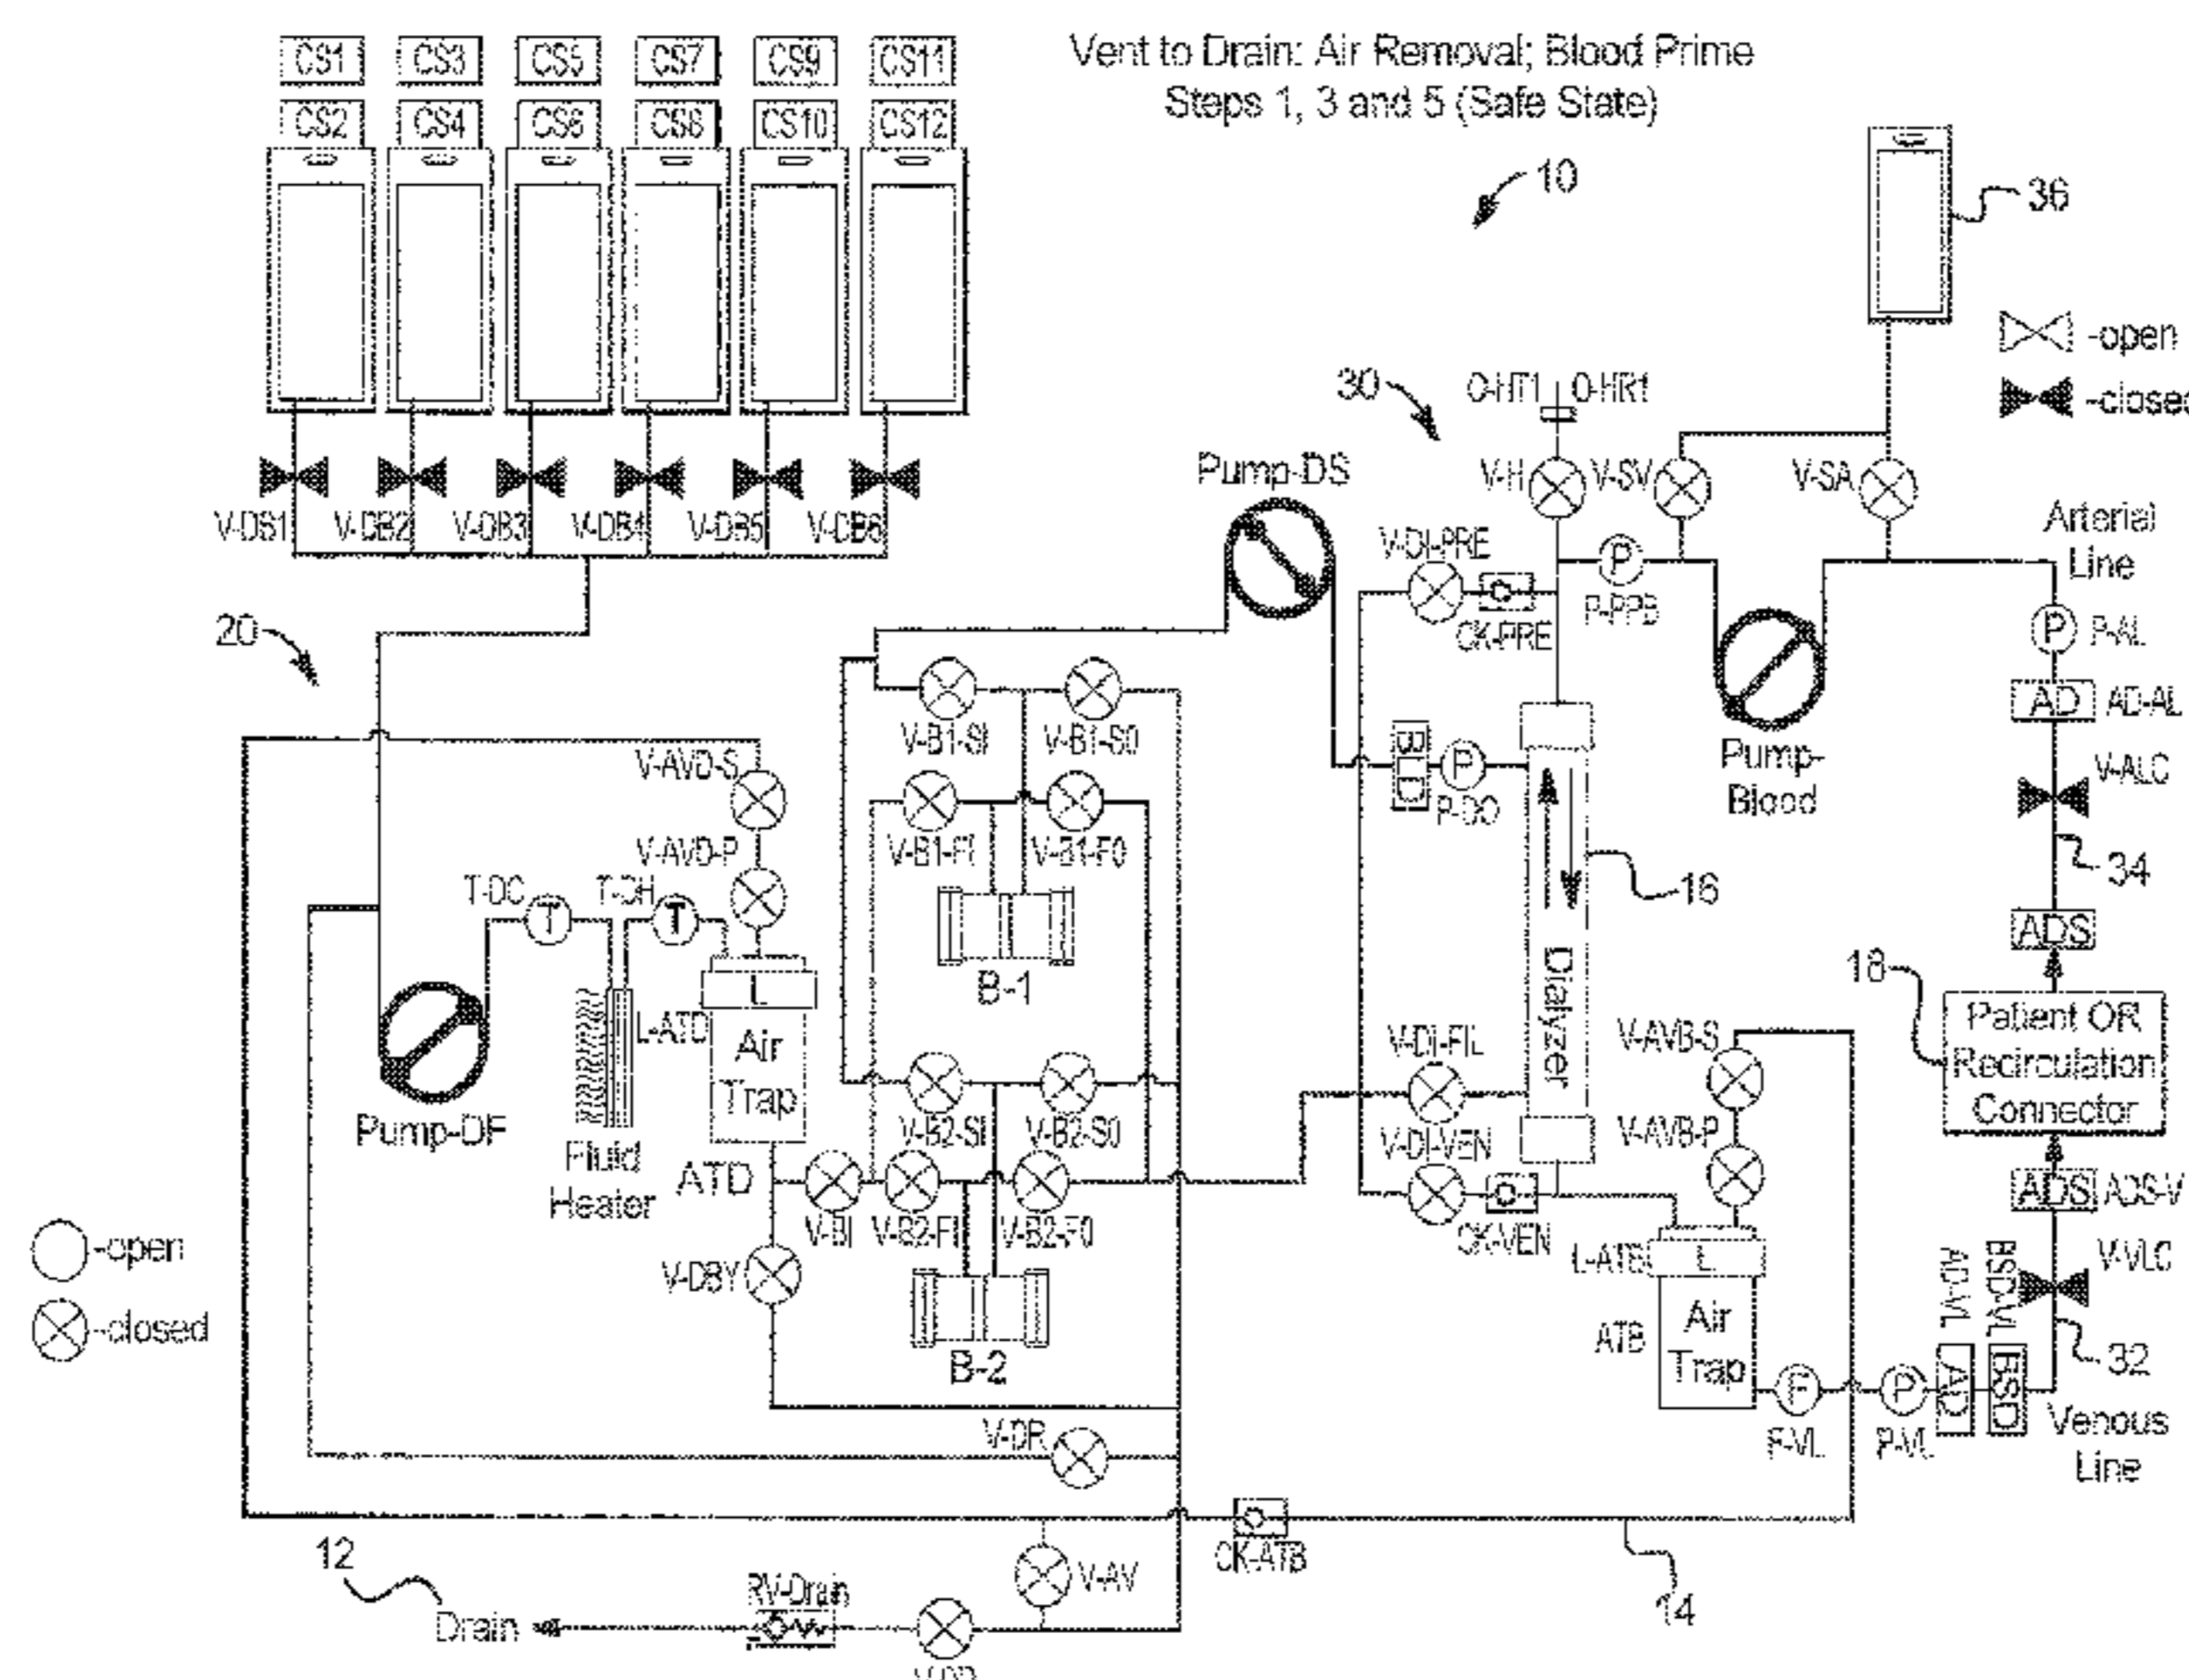 CS1 CS3 CS5 CS7 CS9 CS11
CS2 CS4 CS6 CS8 CS10 CS12
Vent to Drain: Air Removal; Blood Prime
Steps 1, 3 and 5 (Safe State)
10
36
-open
-closed
30
O-HT1 O-HR1
Pump-DS
V-H
V-SV
V-SA
V-DS1 V-DB2 V-DB3 V-DB4 V-DB5 V-DB6
Arterial
Line
V-DI-PRE
CK-PRE
P
P-PPB
P
P-AL
20
V-B1-SI
V-B1-SO
AD
AD-AL
Pump-
Blood
V-AVD-S
BLD
P
P-DO
V-ALC
V-B1-FI
V-B1-FO
V-AVD-P
16
34
T-DC
T
T-DH
T
ADS
B-1
Dialyzer
18
Patient OR
Recirculation
Connector
L-ATD
L
Air
Trap
Pump-DF
V-DI-FIL
V-AVB-S
V-B2-SI
V-B2-SO
V-DI-VEN
V-AVB-P
Fluid
Heater
ATD
ADS
ADS-V
V-BI
V-B2-FI
V-B2-FO
CK-VEN
-open
V-DBY
L-ATB
L
AD-VL
BSD-VL
V-VLC
-closed
B-2
ATB
Air
Trap
32
F
P
AD
BSD
F-VL
P-VL
Venous
Line
V-DR
12
CK-ATB
14
V-AV
RV-Drain
Drain